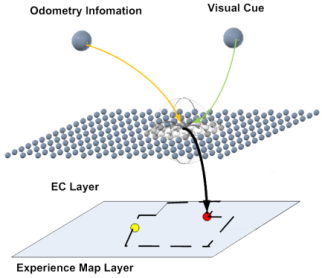 Odometry Infomation
Visual Cue
EC Layer
Experience Map Layer